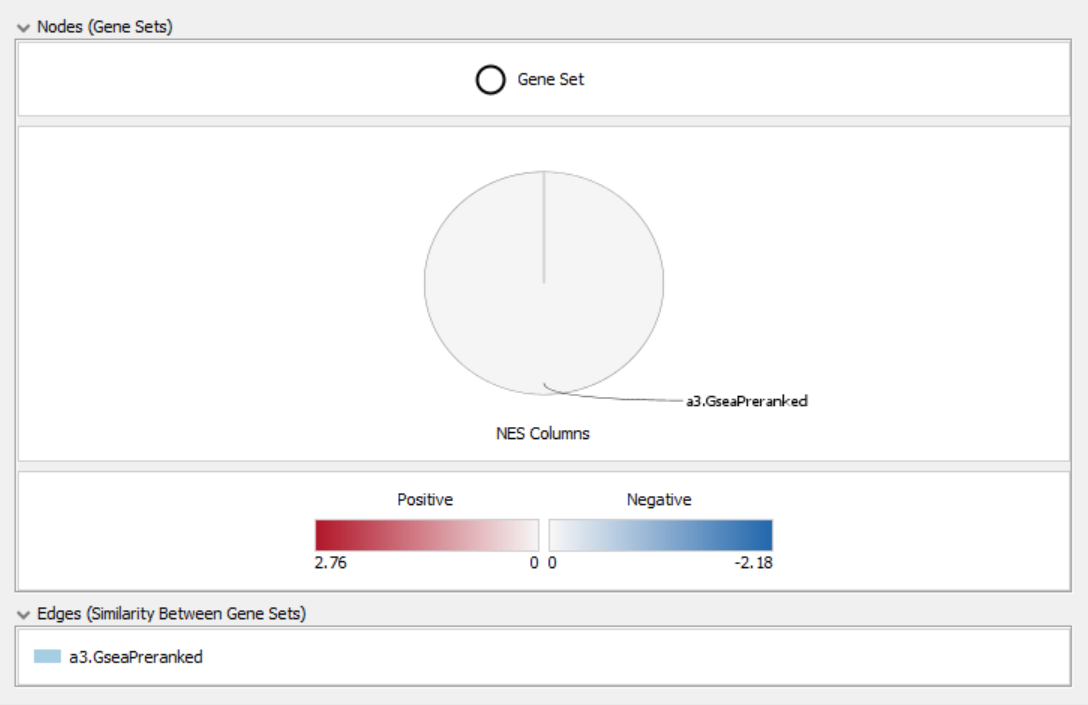 Nodes (Gene Sets)
Gene Set
a3.GseaPreranked
NES Columns
Positive Negative
2.76 0 0 -2.18
Edges (Similarity Between Gene Sets)
a3.GseaPreranked